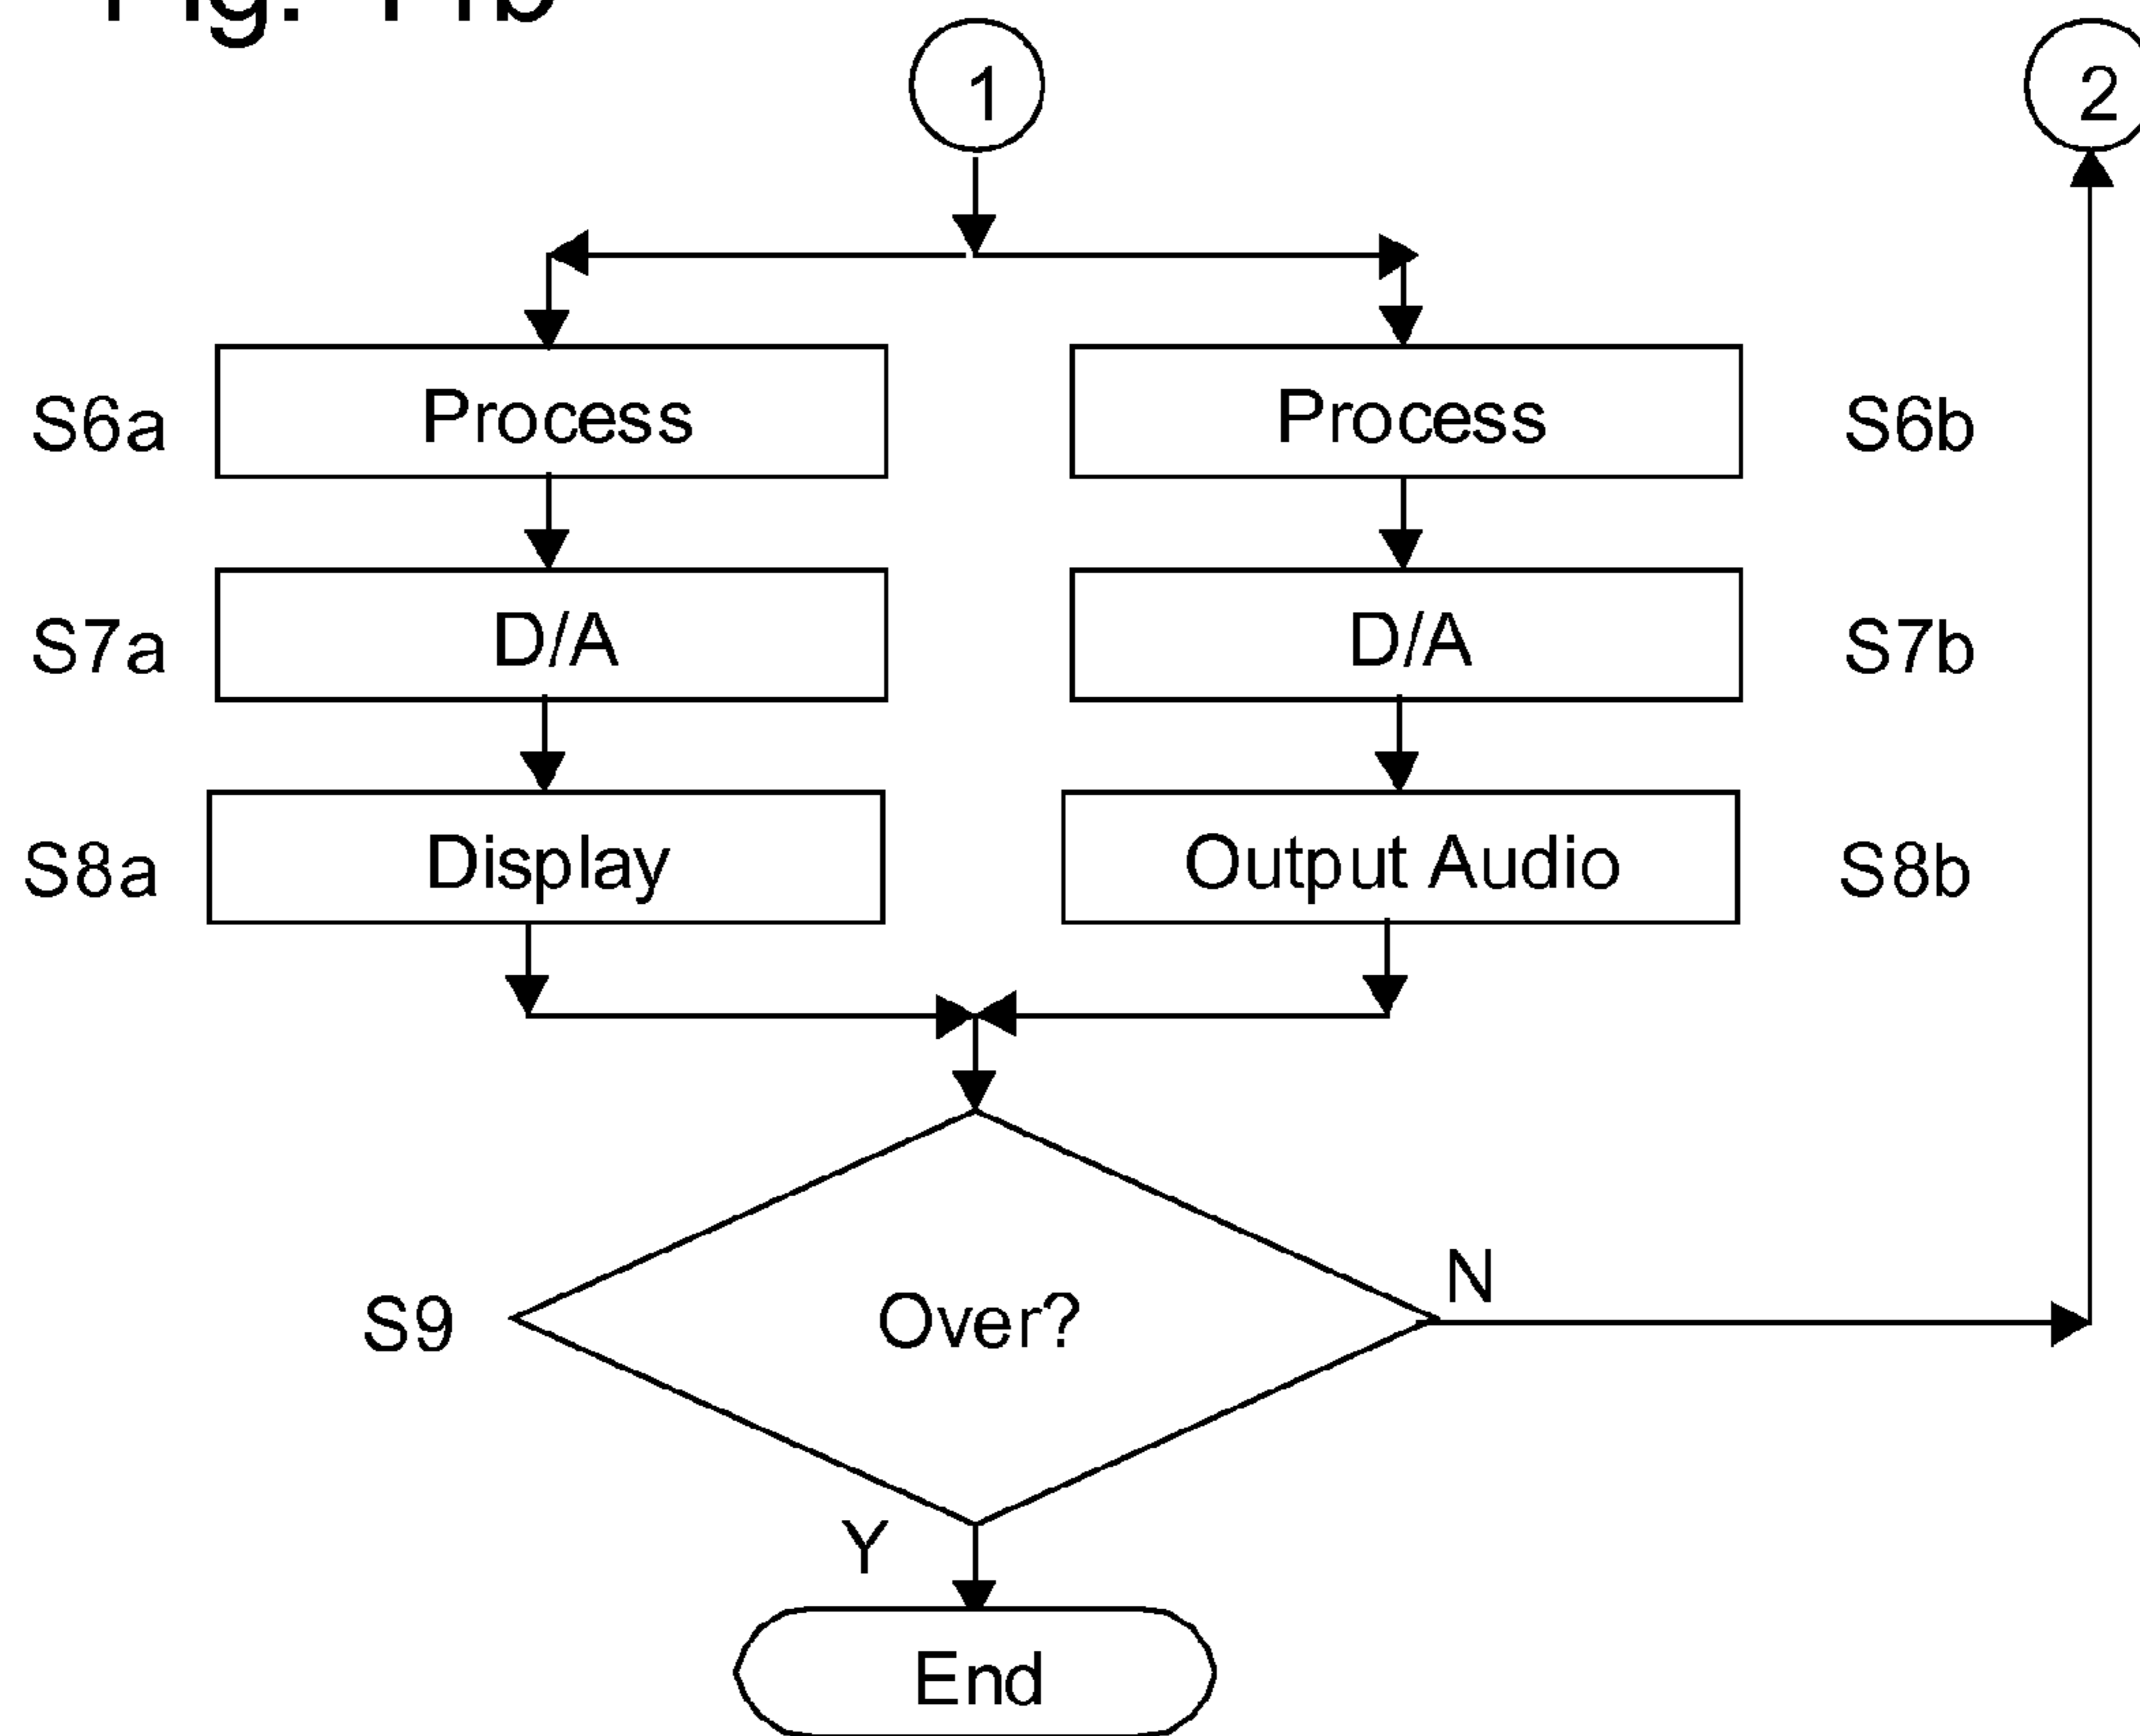 1 2
S6a Process Process S6b
S7a D/A D/A S7b
S8a Display Output Audio S8b
N
S9 Over?
Y
End